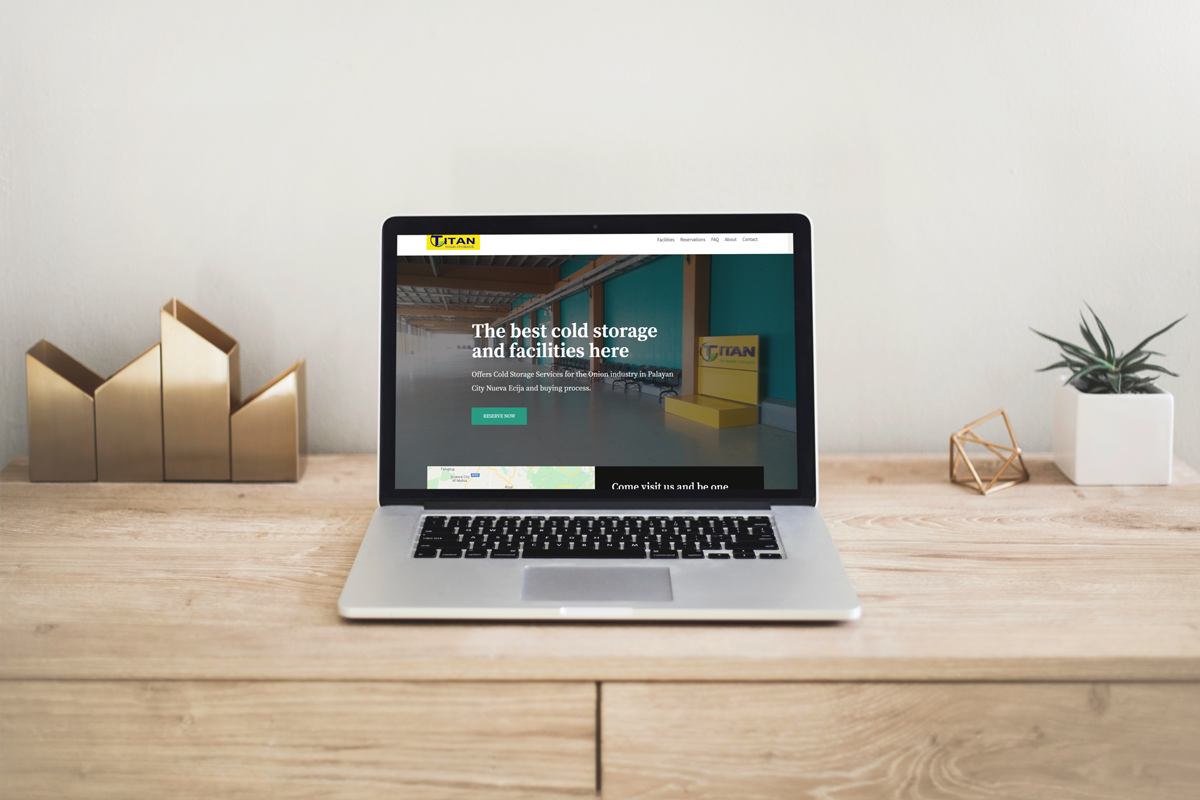 TITAN
COLD STORAGE
Facilities Reservations FAQ About Contact
The best cold storage
and facilities here
TITAN
Offers Cold Storage Services for the Onion industry in Palayan
City Nueva Ecija and buying process.
RESERVE NOW
Come visit us and be one